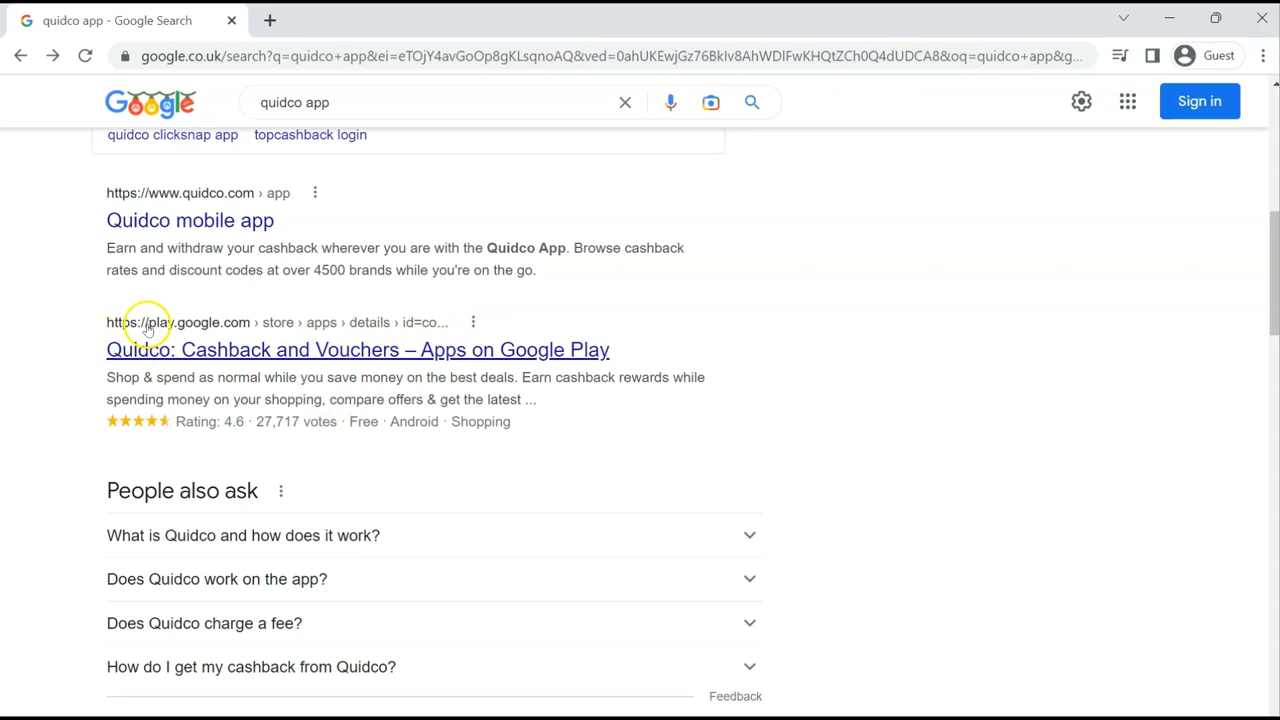 quidco app - Google Search
google.co.uk/search?q=quidco+app&ei=eTOjY4avGoOp8gKLsqnoAQ&ved=0ahUKEwjGz76BkIv8AhWDlFwKHQtZCh0Q4dUDCA8&oq=quidco+app&g...
Guest
Google
quidco app
Sign in
quidco clicksnap app topcashback login
https://www.quidco.com › app
Quidco mobile app
Earn and withdraw your cashback wherever you are with the Quidco App. Browse cashback
rates and discount codes at over 4500 brands while you're on the go.
https://play.google.com › store › apps › details › id=co...
Quidco: Cashback and Vouchers – Apps on Google Play
Shop & spend as normal while you save money on the best deals. Earn cashback rewards while
spending money on your shopping, compare offers & get the latest ...
Rating: 4.6 · 27,717 votes · Free · Android · Shopping
People also ask
What is Quidco and how does it work?
Does Quidco work on the app?
Does Quidco charge a fee?
How do I get my cashback from Quidco?
Feedback